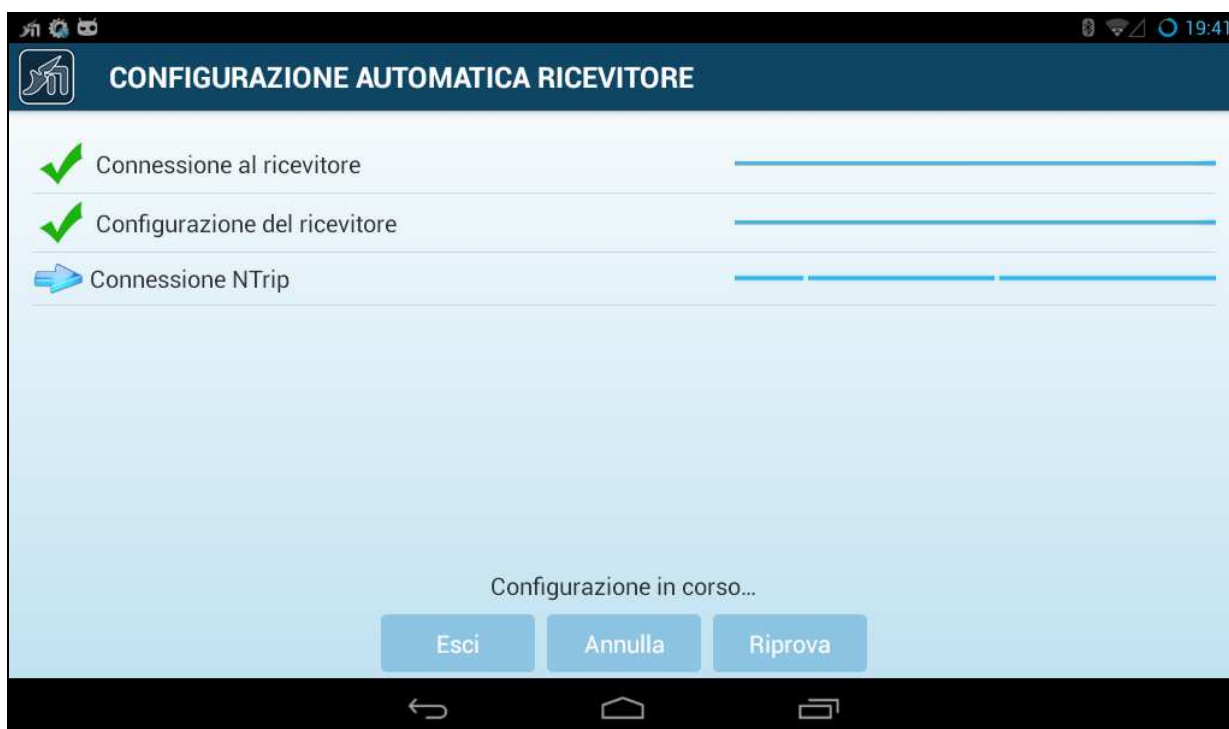 19:41
CONFIGURAZIONE AUTOMATICA RICEVITORE
Connessione al ricevitore
Configurazione del ricevitore
Connessione NTrip
Configurazione in corso...
Esci
Annulla
Riprova